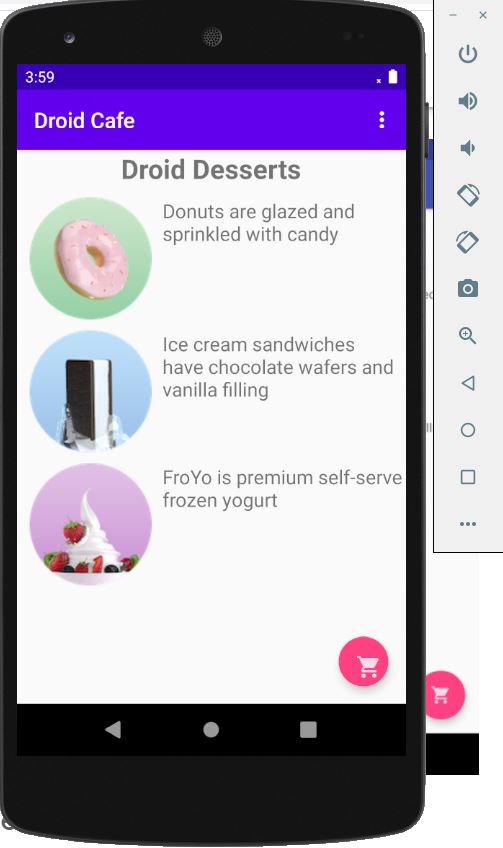 3:59
Droid Cafe
Droid Desserts
Donuts are glazed and
sprinkled with candy
Ice cream sandwiches
have chocolate wafers and
vanilla filling
FroYo is premium self-serve
frozen yogurt